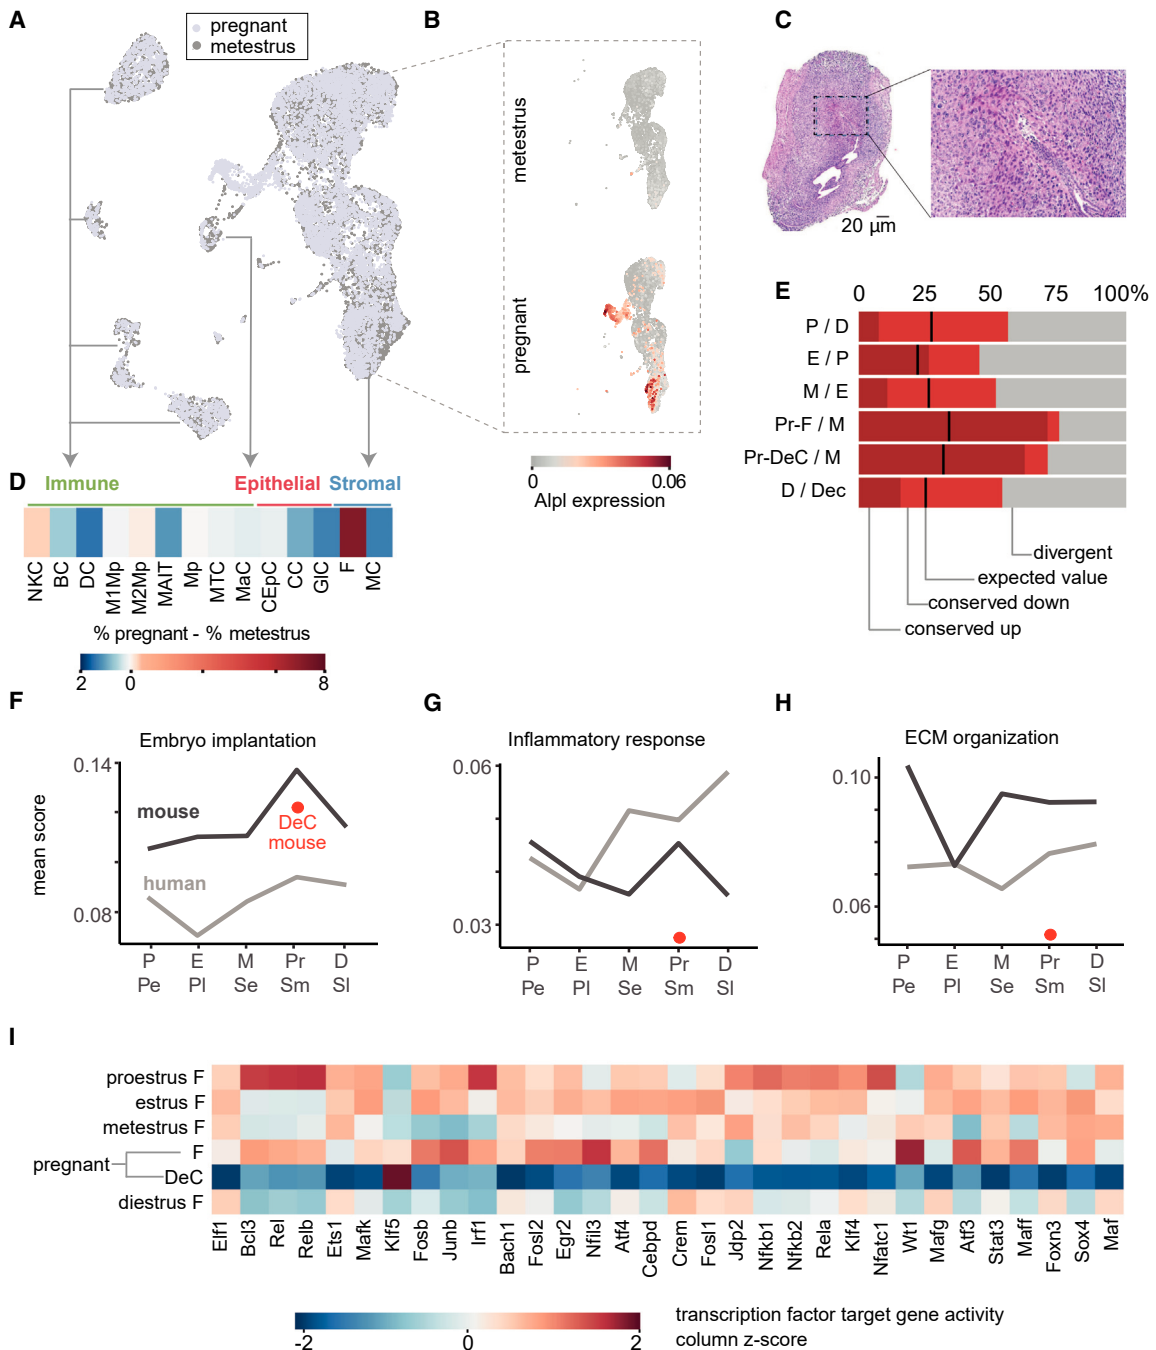 A
pregnant
metestrus
B
metestrus
pregnant
0
0.06
Alpl expression
C
20 µm
D
Immune
Epithelial
Stromal
NKC
BC
DC
M1Mp
M2Mp
MAIT
Mp
MTC
MaC
CEpC
CC
GlC
F
MC
% pregnant - % metestrus
2
0
8
E
0
25
50
75
100%
P / D
E / P
M / E
Pr-F / M
Pr-DeC / M
D / Dec
divergent
expected value
conserved down
conserved up
F
Embryo implantation
mean score
0.14
0.08
mouse
human
DeC
mouse
P E M Pr D
Pe Pl Se Sm Sl
G
Inflammatory response
0.06
0.03
P E M Pr D
Pe Pl Se Sm Sl
H
ECM organization
0.10
0.06
P E M Pr D
Pe Pl Se Sm Sl
I
proestrus F
estrus F
metestrus F
pregnant
F
DeC
diestrus F
Elf1
Bcl3
Rel
Relb
Ets1
Mafk
Klf5
Fosb
Junb
Irf1
Bach1
Fosl2
Egr2
Nfil3
Atf4
Cebpd
Crem
Fosl1
Jdp2
Nfkb1
Nfkb2
Rela
Klf4
Nfatc1
Wt1
Mafg
Atf3
Stat3
Maff
Foxn3
Sox4
Maf
-2
0
2
transcription factor target gene activity
column z-score